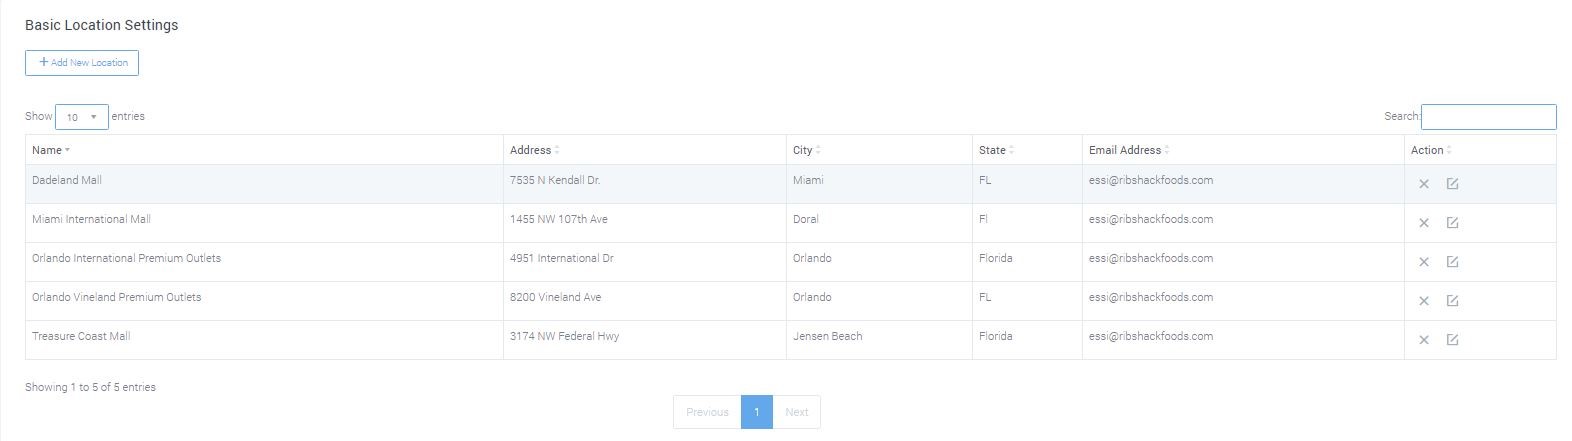 Basic Location Settings
+ Add New Location
Show 10 entries Search:
Name Address City State Email Address Action
Dadeland Mall 7535 N Kendall Dr. Miami FL essi@ribshackfoods.com
Miami International Mall 1455 NW 107th Ave Doral Fl essi@ribshackfoods.com
Orlando International Premium Outlets 4951 International Dr Orlando Florida essi@ribshackfoods.com
Orlando Vineland Premium Outlets 8200 Vineland Ave Orlando FL essi@ribshackfoods.com
Treasure Coast Mall 3174 NW Federal Hwy Jensen Beach Florida essi@ribshackfoods.com
Showing 1 to 5 of 5 entries
Previous 1 Next